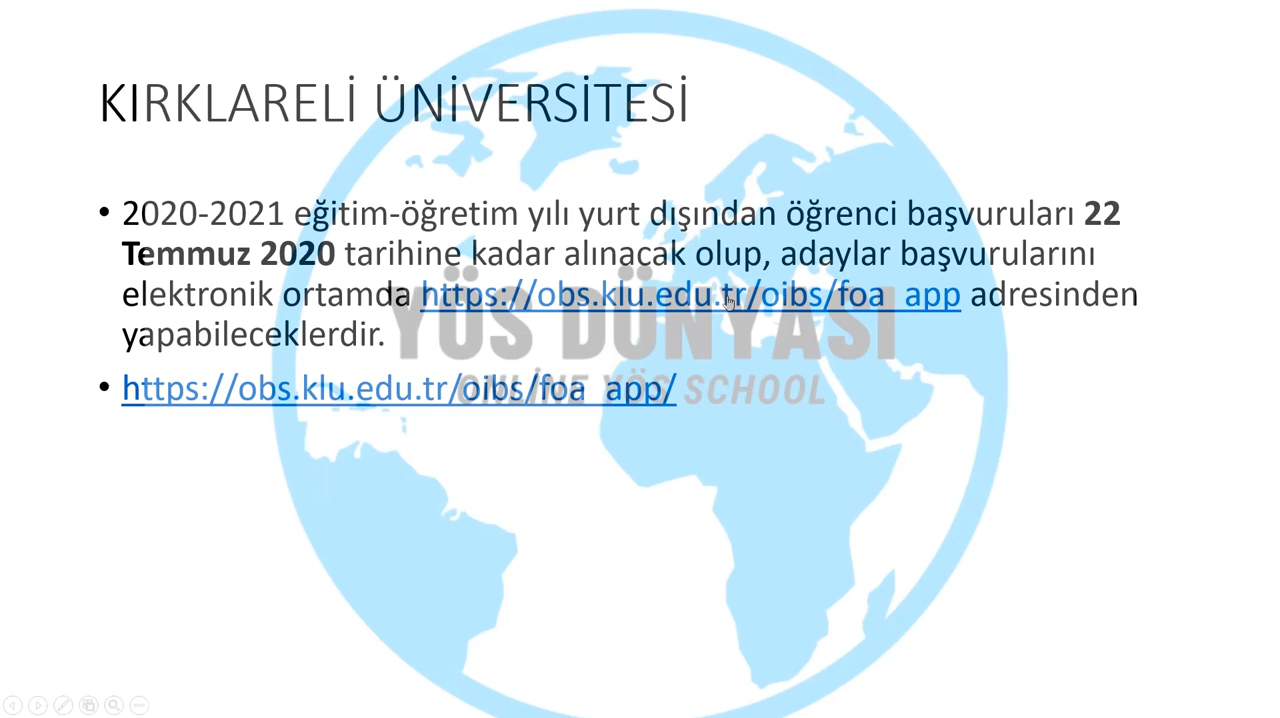 KIRKLARELİ ÜNİVERSİTESİ
• 2020-2021 eğitim-öğretim yılı yurt dışından öğrenci başvuruları 22
Temmuz 2020 tarihine kadar alınacak olup, adaylar başvurularını
elektronik ortamda https://obs.klu.edu.tr/oibs/foa_app adresinden
yapabileceklerdir.
• https://obs.klu.edu.tr/oibs/foa_app/
YÖS DÜNYASI
ONLİNE YÖS SCHOOL